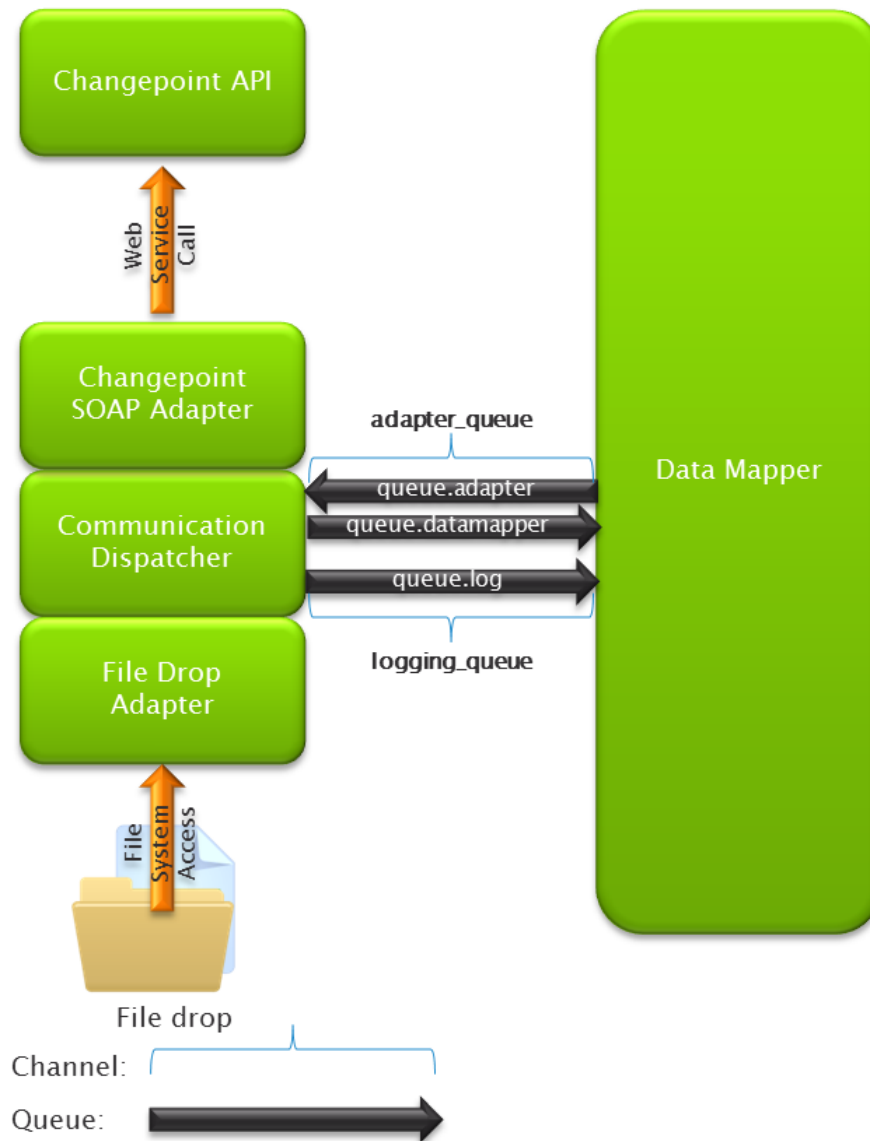 Changepoint API
Web
Service
Call
Changepoint
SOAP Adapter
adapter_queue
queue.adapter
Data Mapper
Communication
Dispatcher
queue.datamapper
queue.log
logging_queue
File Drop
Adapter
File
System
Access
File drop
Channel:
Queue: